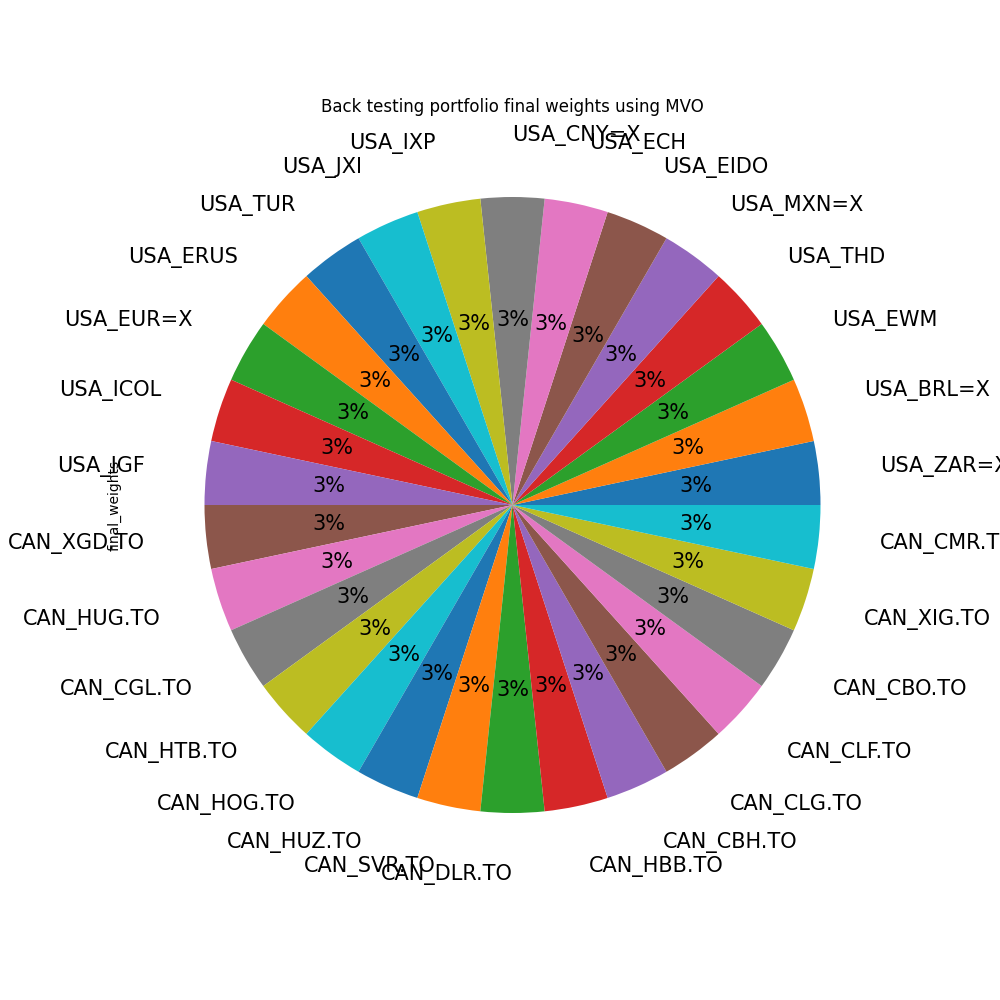 Back testing portfolio final weights using MVO
USA_CNY=X
USA_IXP
USA_ECH
USA_JXI
USA_EIDO
USA_TUR
USA_MXN=X
USA_ERUS
USA_THD
USA_EUR=X
3%
USA_EWM
3%
3%
3%
3%
3%
3%
3%
3%
USA_ICOL
USA_BRL=X
3%
3%
3%
3%
USA_IGF
USA_ZAR=X
3%
3%
final_weights
3%
3%
CAN_XGD.TO
CAN_CMR.T
3%
3%
3%
3%
CAN_HUG.TO
CAN_XIG.TO
3%
3%
3%
3%
3%
3%
3%
3%
3%
CAN_CGL.TO
CAN_CBO.TO
CAN_HTB.TO
CAN_CLF.TO
CAN_HOG.TO
CAN_CLG.TO
CAN_HUZ.TO
CAN_CBH.TO
CAN_SVR.TO
CAN_HBB.TO
CAN_DLR.TO